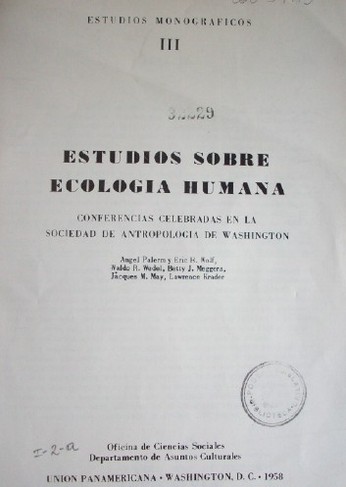 ESTUDIOS MONOGRAFICOS
III
ESTUDIOS SOBRE
ECOLOGIA HUMANA
CONFERENCIAS CELEBRADAS EN LA
SOCIEDAD DE ANTROPOLOGIA DE WASHINGTON
Angel Palerm y Eric R. Wolf,
Waldo R. Wedel, Betty J. Meggers,
Jacques M. May, Lawrence Krader
BIBLIOTECA
I-2-a
Oficina de Ciencias Sociales
Departamento de Asuntos Culturales
UNION PANAMERICANA • WASHINGTON, D. C. • 1958